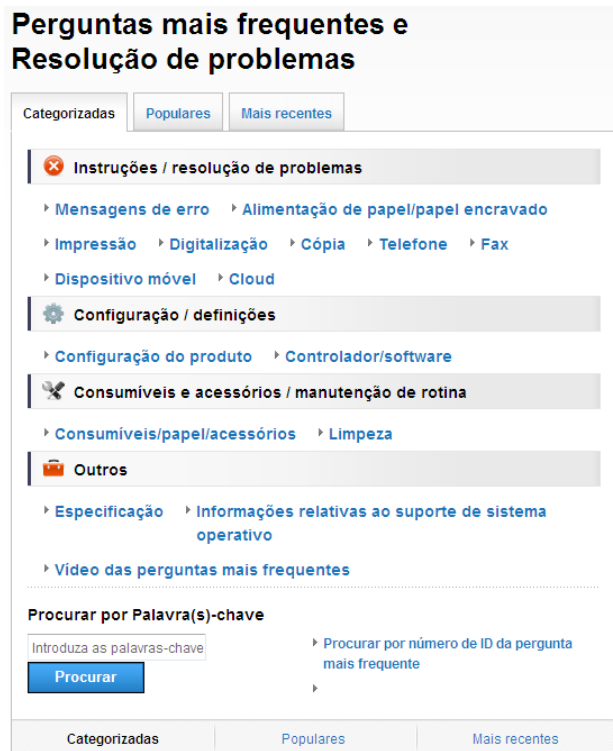 Perguntas mais frequentes e
Resolução de problemas
Categorizadas Populares Mais recentes
Instruções / resolução de problemas
Mensagens de erro Alimentação de papel/papel encravado
Impressão Digitalização Cópia Telefone Fax
Dispositivo móvel Cloud
Configuração / definições
Configuração do produto Controlador/software
Consumíveis e acessórios / manutenção de rotina
Consumíveis/papel/acessórios Limpeza
Outros
Especificação Informações relativas ao suporte de sistema
operativo
Vídeo das perguntas mais frequentes
Procurar por Palavra(s)-chave
Introduza as palavras-chave Procurar por número de ID da pergunta
mais frequente
Procurar
Categorizadas Populares Mais recentes